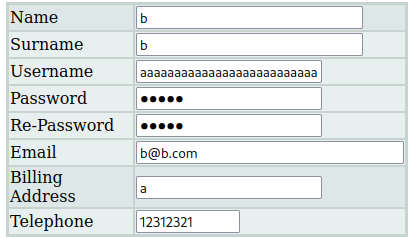 Name b
Surname b
Username aaaaaaaaaaaaaaaaaaaaaaaaaa
Password ●●●●●
Re-Password ●●●●●
Email b@b.com
Billing
Address a
Telephone 12312321